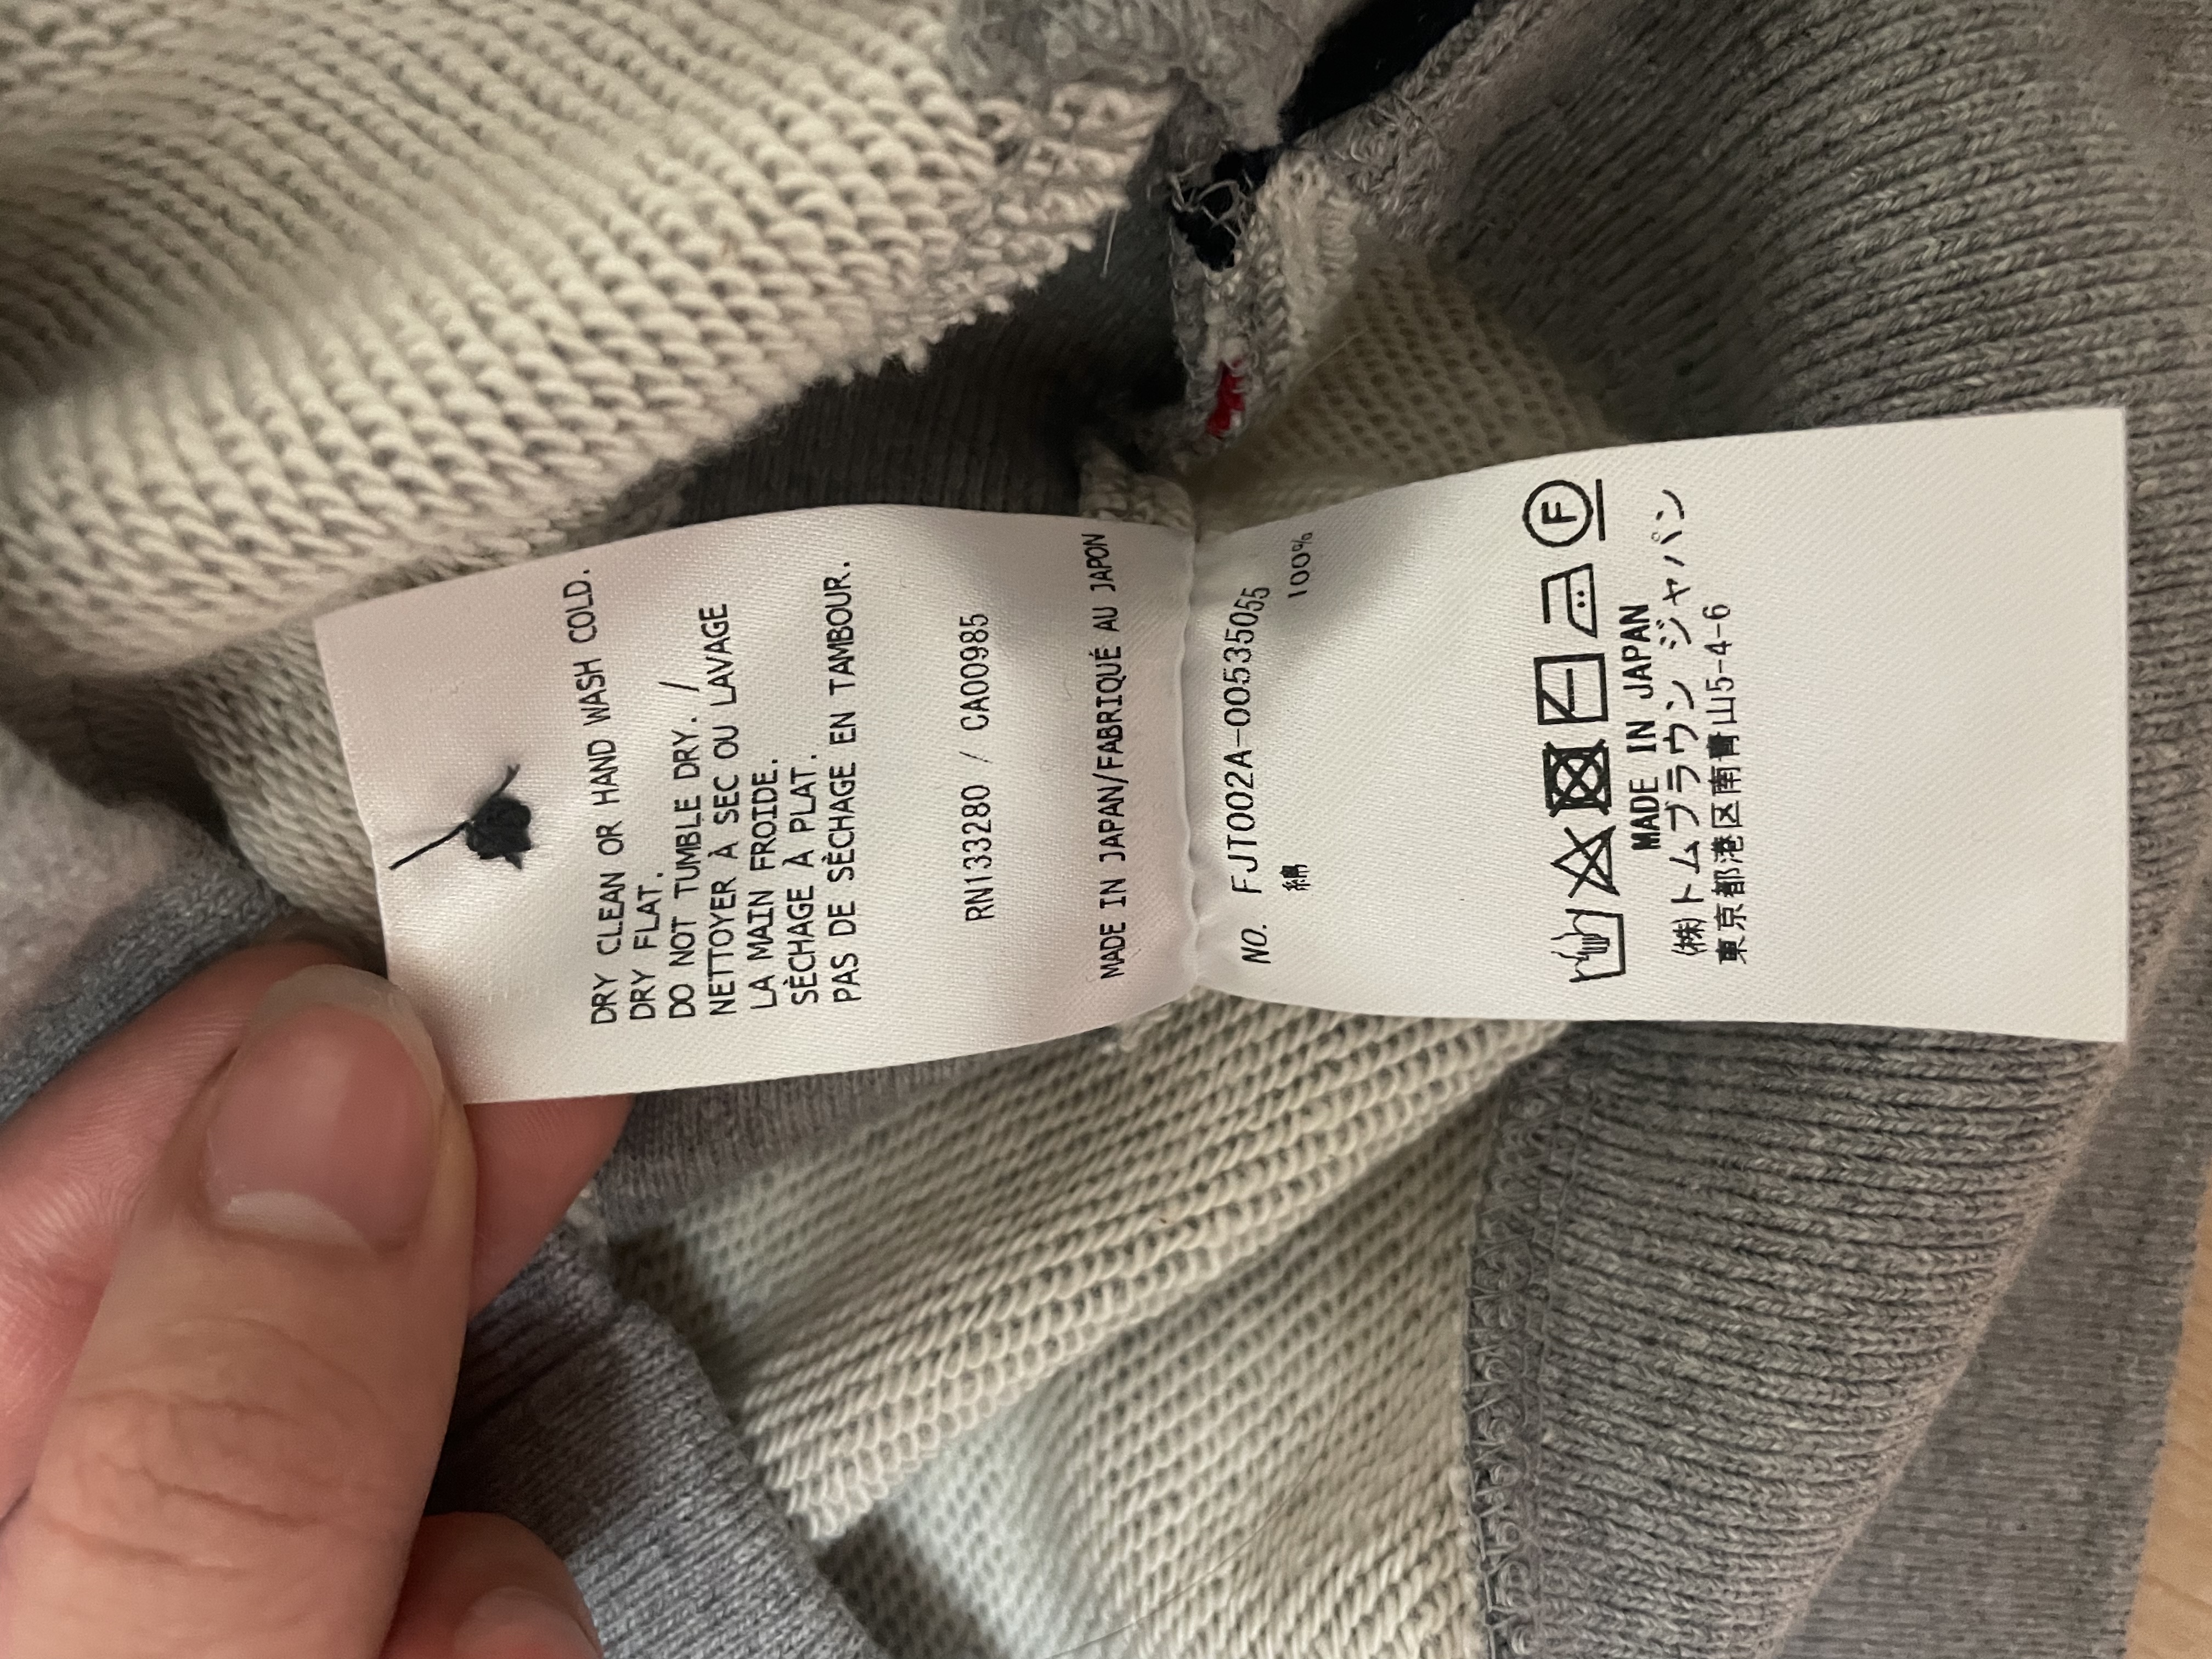 DRY CLEAN OR HAND WASH COLD.
DRY FLAT.
DO NOT TUMBLE DRY. /
NETTOYER À SEC OU LAVAGE
LA MAIN FROIDE.
SÈCHAGE À PLAT.
PAS DE SÈCHAGE EN TAMBOUR.
RN133280 / CA00985
MADE IN JAPAN/FABRIQUÉ AU JAPON
NO. FJT002A-00535055
綿 100%
F
MADE IN JAPAN
㈱トムブラウン ジャパン
東京都港区南青山5-4-6